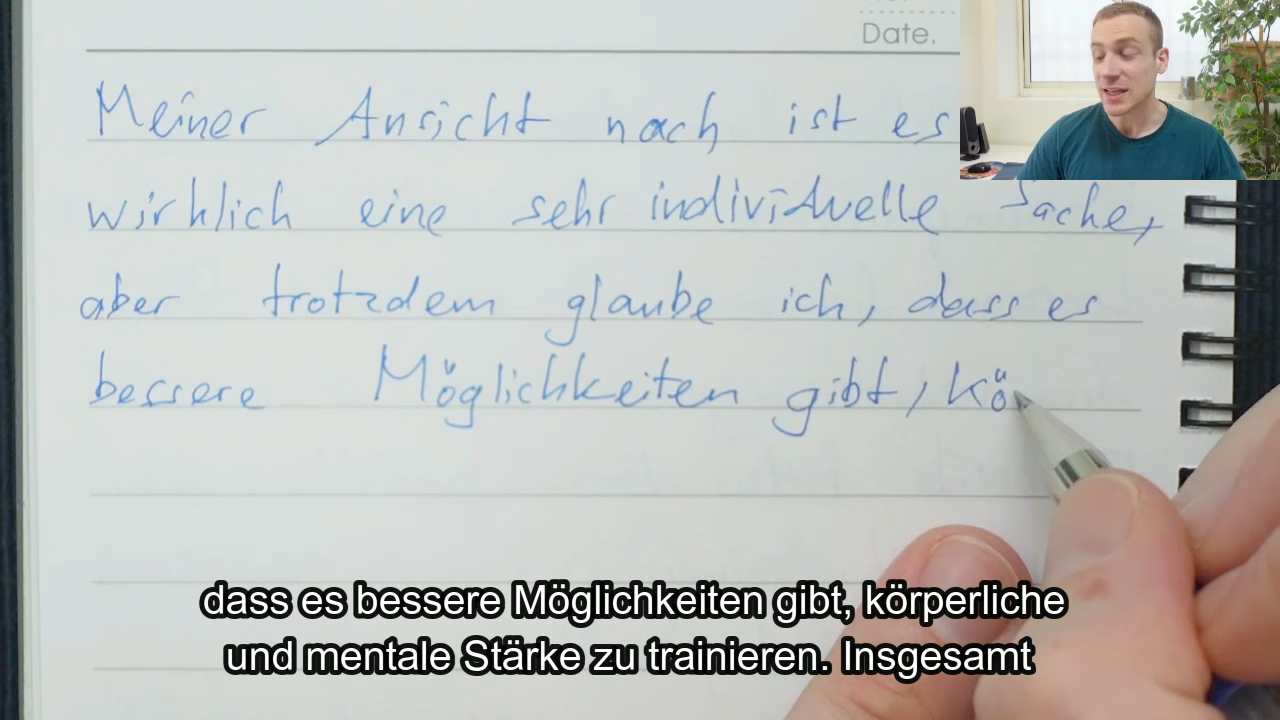 Date.
Meiner Ansicht nach ist es
wirklich eine sehr individuelle Sache,
aber trotzdem glaube ich, dass es
bessere Möglichkeiten gibt, kö
dass es bessere Möglichkeiten gibt, körperliche
und mentale Stärke zu trainieren. Insgesamt